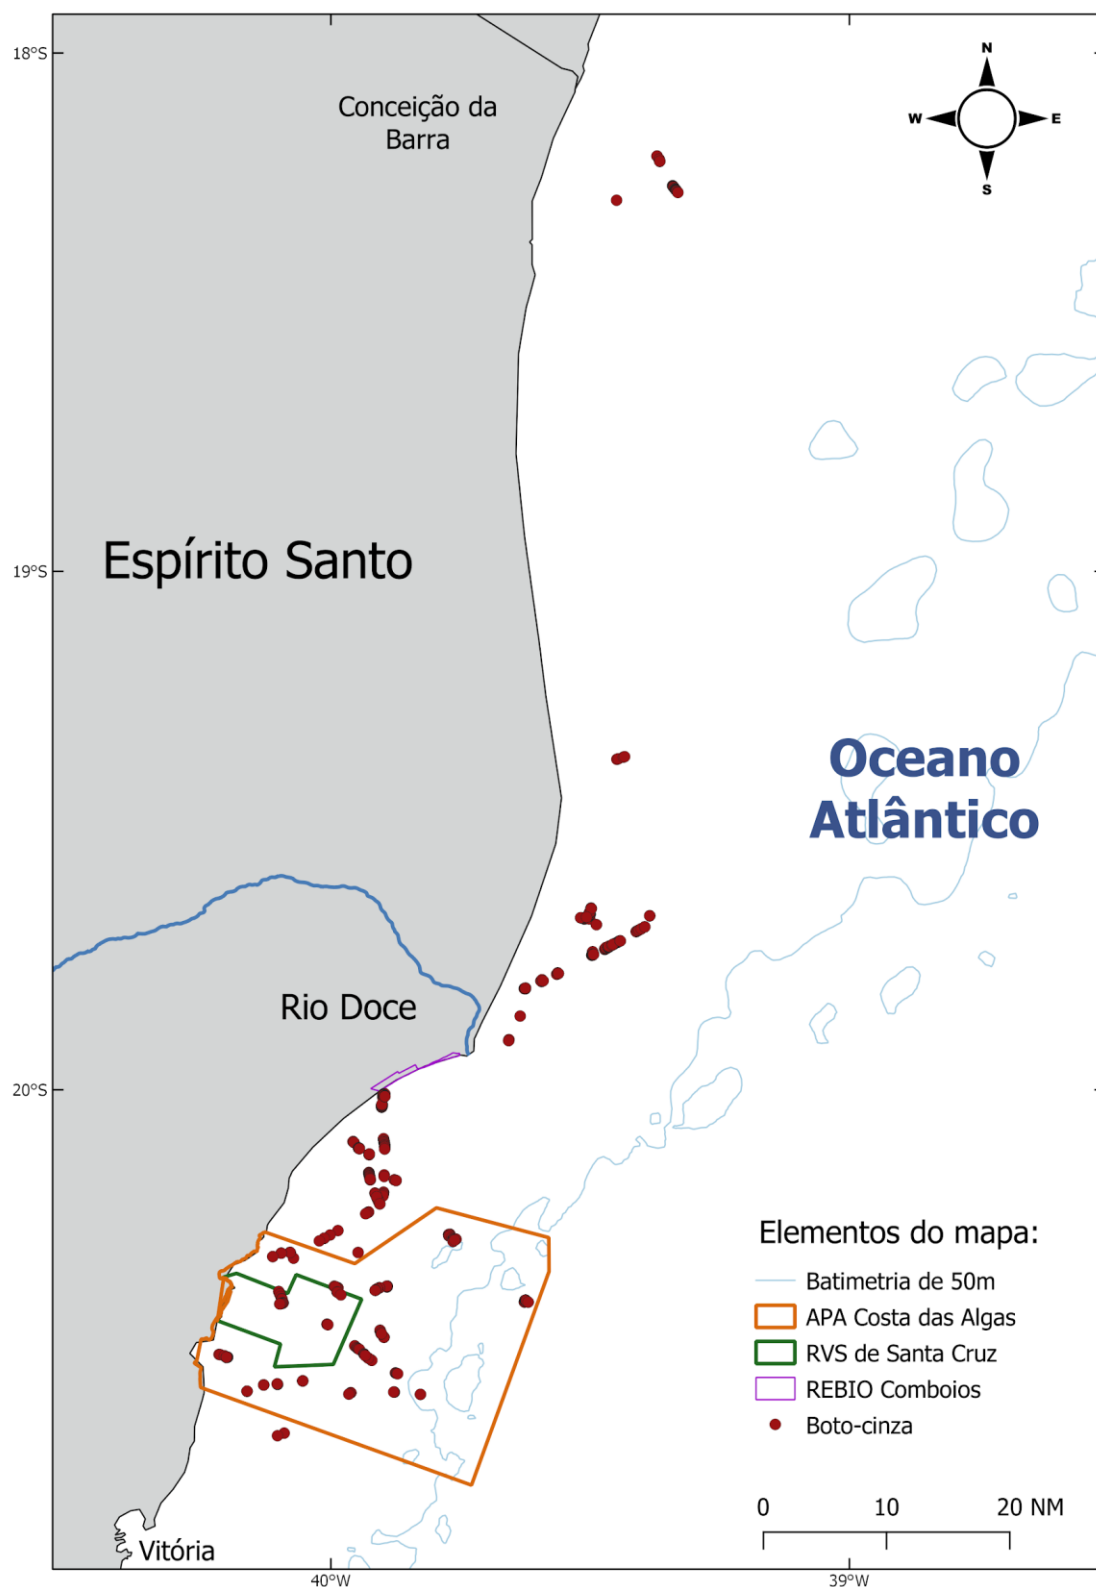 18°S
N
W
E
S
Conceição da
Barra
Espírito Santo
19°S
Oceano
Atlântico
Rio Doce
20°S
Elementos do mapa:
Batimetria de 50m
APA Costa das Algas
RVS de Santa Cruz
REBIO Comboios
Boto-cinza
0 10 20 NM
Vitória
40°W 39°W